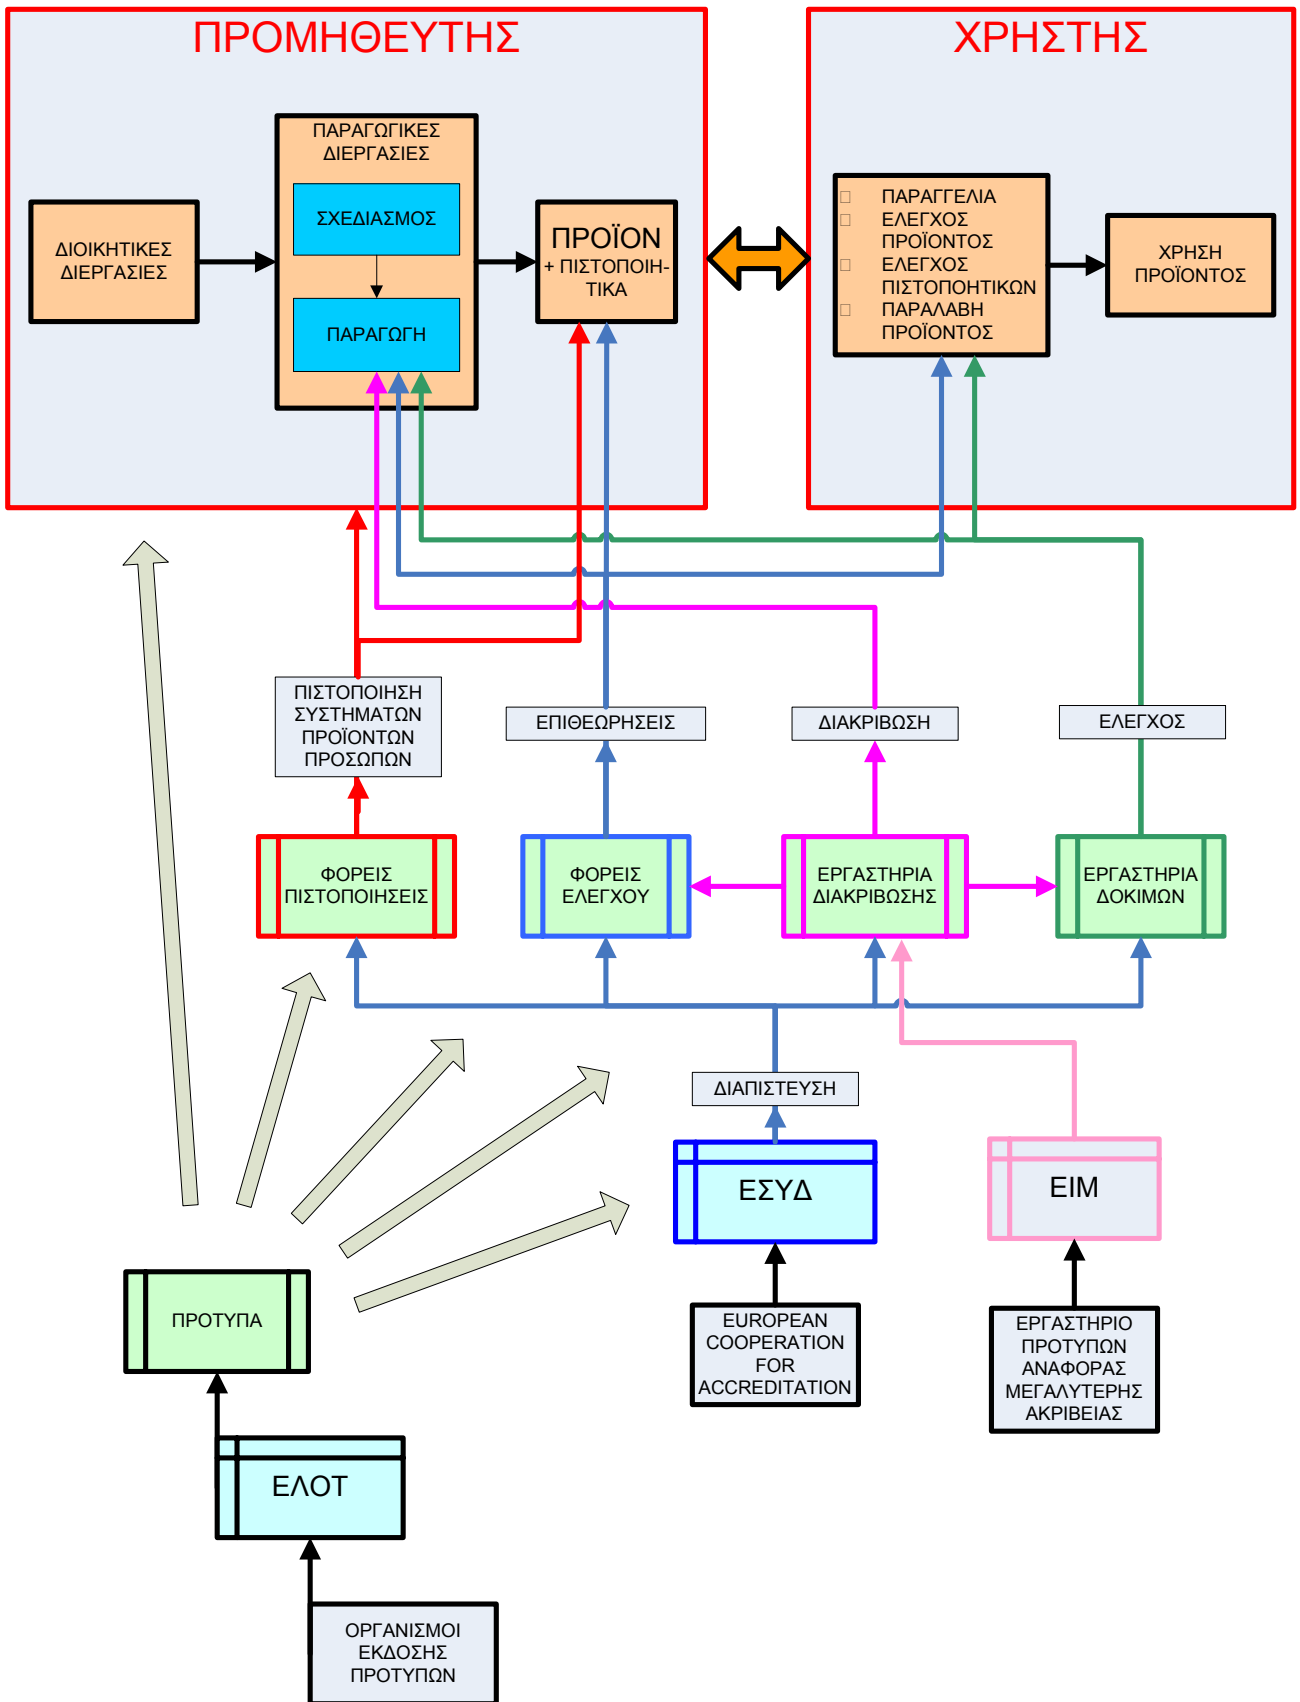 ΠΡΟΜΗΘΕΥΤΗΣ
ΧΡΗΣΤΗΣ
ΔΙΟΙΚΗΤΙΚΕΣ
ΔΙΕΡΓΑΣΙΕΣ
ΠΑΡΑΓΩΓΙΚΕΣ
ΔΙΕΡΓΑΣΙΕΣ
ΣΧΕΔΙΑΣΜΟΣ
ΠΑΡΑΓΩΓΗ
ΠΡΟΪΟΝ
+ ΠΙΣΤΟΠΟΙΗ-
ΤΙΚΑ
ΠΑΡΑΓΓΕΛΙΑ
ΕΛΕΓΧΟΣ
ΠΡΟΪΟΝΤΟΣ
ΕΛΕΓΧΟΣ
ΠΙΣΤΟΠΟΗΤΙΚΩΝ
ΠΑΡΑΛΑΒΗ
ΠΡΟΪΟΝΤΟΣ
ΧΡΗΣΗ
ΠΡΟΪΟΝΤΟΣ
ΠΙΣΤΟΠΟΙΗΣΗ
ΣΥΣΤΗΜΑΤΩΝ
ΠΡΟΪΟΝΤΩΝ
ΠΡΟΣΩΠΩΝ
ΕΠΙΘΕΩΡΗΣΕΙΣ
ΔΙΑΚΡΙΒΩΣΗ
ΕΛΕΓΧΟΣ
ΦΟΡΕΙΣ
ΠΙΣΤΟΠΟΙΗΣΕΙΣ
ΦΟΡΕΙΣ
ΕΛΕΓΧΟΥ
ΕΡΓΑΣΤΗΡΙΑ
ΔΙΑΚΡΙΒΩΣΗΣ
ΕΡΓΑΣΤΗΡΙΑ
ΔΟΚΙΜΩΝ
ΔΙΑΠΙΣΤΕΥΣΗ
ΕΣΥΔ
ΕΙΜ
ΠΡΟΤΥΠΑ
EUROPEAN
COOPERATION
FOR
ACCREDITATION
ΕΡΓΑΣΤΗΡΙΟ
ΠΡΟΤΥΠΩΝ
ΑΝΑΦΟΡΑΣ
ΜΕΓΑΛΥΤΕΡΗΣ
ΑΚΡΙΒΕΙΑΣ
ΕΛΟΤ
ΟΡΓΑΝΙΣΜΟΙ
ΕΚΔΟΣΗΣ
ΠΡΟΤΥΠΩΝ